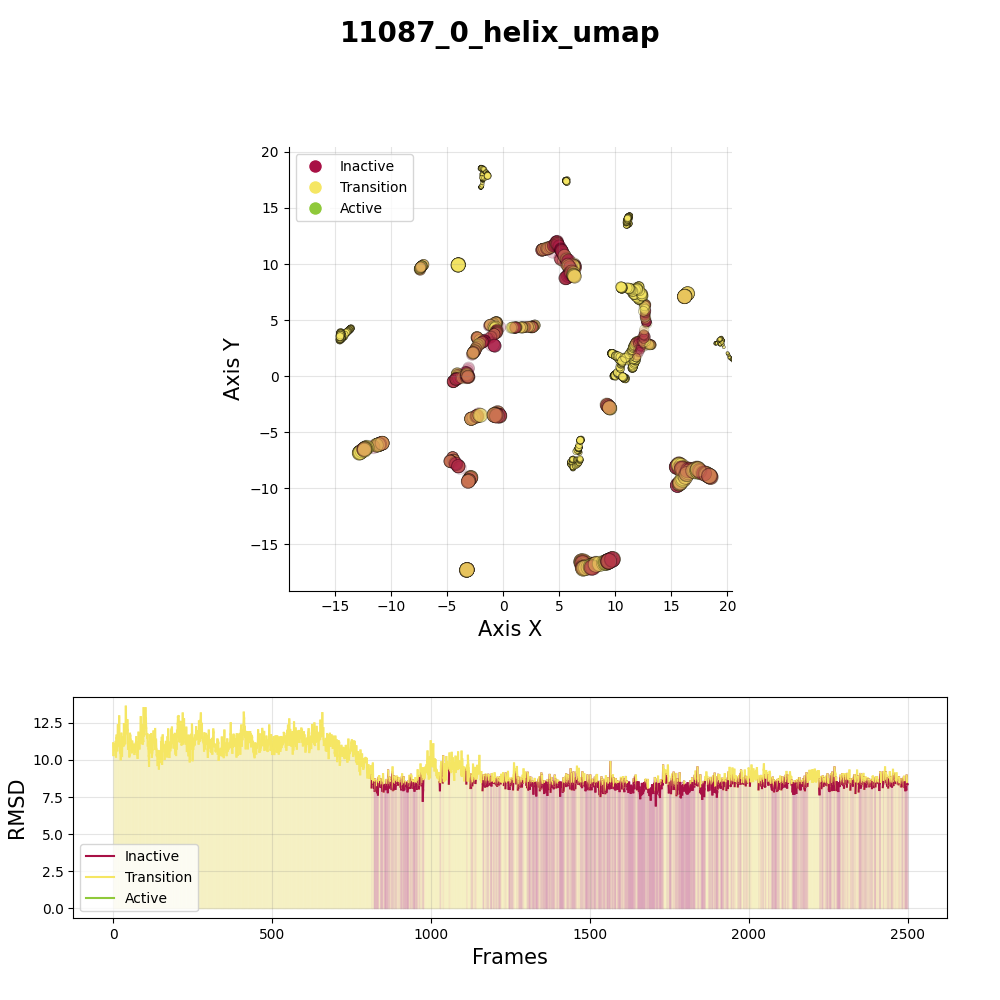 11087_0_helix_umap
Inactive
Transition
Active
20
15
10
5
0
−5
−10
−15
Axis Y
−15 −10 −5 0 5 10 15 20
Axis X
12.5
10.0
7.5
5.0
2.5
0.0
RMSD
Inactive
Transition
Active
0 500 1000 1500 2000 2500
Frames